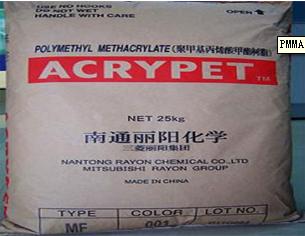 USE NO HOOKS
DO NOT WET
HANDLE WITH CARE
OPEN
PMMA
POLYMETHYL METHACRYLATE(聚甲基丙烯酸甲酯树脂)
ACRYPET TM
NET 25kg
南通丽阳化学
三菱丽阳集团
NANTONG RAYON CHEMICAL CO.,LTD
MITSUBISHI RAYON GROUP
MADE IN CHINA
TYPE COLOR LOT NO.
MF 001